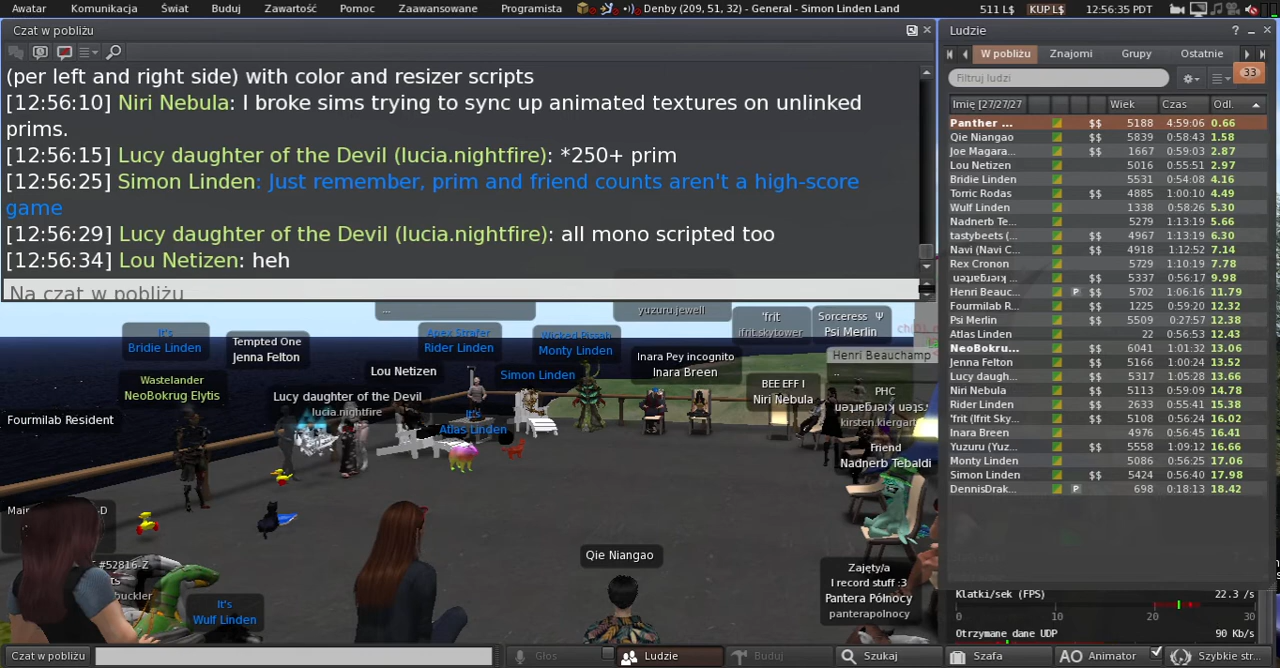 Awatar Komunikacja Świat Buduj Zawartość Pomoc Zaawansowane Programista Denby (209, 51, 32) - General - Simon Linden Land 511 L$ KUP L$ 12:56:35 PDT
Czat w pobliżu
(per left and right side) with color and resizer scripts
[12:56:10] Niri Nebula: I broke sims trying to sync up animated textures on unlinked
prims.
[12:56:15] Lucy daughter of the Devil (lucia.nightfire): *250+ prim
[12:56:25] Simon Linden: Just remember, prim and friend counts aren't a high-score
game
[12:56:29] Lucy daughter of the Devil (lucia.nightfire): all mono scripted too
[12:56:34] Lou Netizen: heh
Na czat w pobliżu
Ludzie ?
W pobliżu Znajomi Grupy Ostatnie
Filtruj ludzi 33
Imię [27/27/27 Wiek Czas Odl.
Panther ... $$ 5188 4:59:06 0.66
Qie Niangao $$ 5839 0:58:43 1.58
Joe Magara... $$ 1667 0:59:03 2.87
Lou Netizen 5016 0:55:51 2.97
Bridie Linden 5531 0:54:08 4.16
Torric Rodas $$ 4885 1:00:10 4.49
Wulf Linden 1338 0:58:26 5.30
Nadnerb Te... 5279 1:13:19 5.66
tastybeets (... $$ 4967 1:13:19 6.30
Navi (Navi C... $$ 4918 1:12:52 7.14
Rex Cronon 5232 1:10:19 7.78
$$ 5337 0:56:17 9.98
Henri Beauc... P 5702 1:06:16 11.79
Fourmilab R... $$ 1225 0:59:20 12.32
Psi Merlin $$ 5509 0:27:57 12.38
Atlas Linden 22 0:56:53 12.43
NeoBokru... $$ 6041 1:01:32 13.06
Jenna Felton $$ 5166 1:00:24 13.52
Lucy daugh... $$ 5317 1:05:28 13.66
Niri Nebula $$ 5113 0:59:09 14.78
Rider Linden $$ 2633 0:55:41 15.38
'frit (Ifrit Sky... $$ 5108 0:56:24 16.02
Inara Breen 4976 0:56:45 16.41
Yuzuru (Yuz... $$ 5558 1:09:12 16.66
Monty Linden 5086 0:56:25 17.06
Simon Linden $$ 5424 0:56:40 17.98
DennisDrak... P 698 0:18:13 18.42
...
yuzuru.jewell
'frit
ifrit.skytower
Sorceress Ψ
Psi Merlin
It's
Bridie Linden
Tempted One
Jenna Felton
Apex Strafer
Rider Linden
Wicked Pissah
Monty Linden
Inara Pey incognito
Inara Breen
Henri Beauchamp
..
Lou Netizen
Simon Linden
Wastelander
NeoBokrug Elytis
BEE EFF I
Niri Nebula
PHC
Lucy daughter of the Devil
lucia.nightfire
Fourmilab Resident
It's
Atlas Linden
Friend
Nadnerb Tebaldi
Qie Niangao
#52816-Z
It's
Wulf Linden
Zajęty/a
I record stuff :3
Pantera Północy
panterapolnocy
Klatki/sek (FPS) 22.3 /s
0 10 20 30
Otrzymane dane UDP 90 Kb/s
Czat w pobliżu Głos Ludzie Buduj Szukaj Szafa AO Animator Szybkie str...